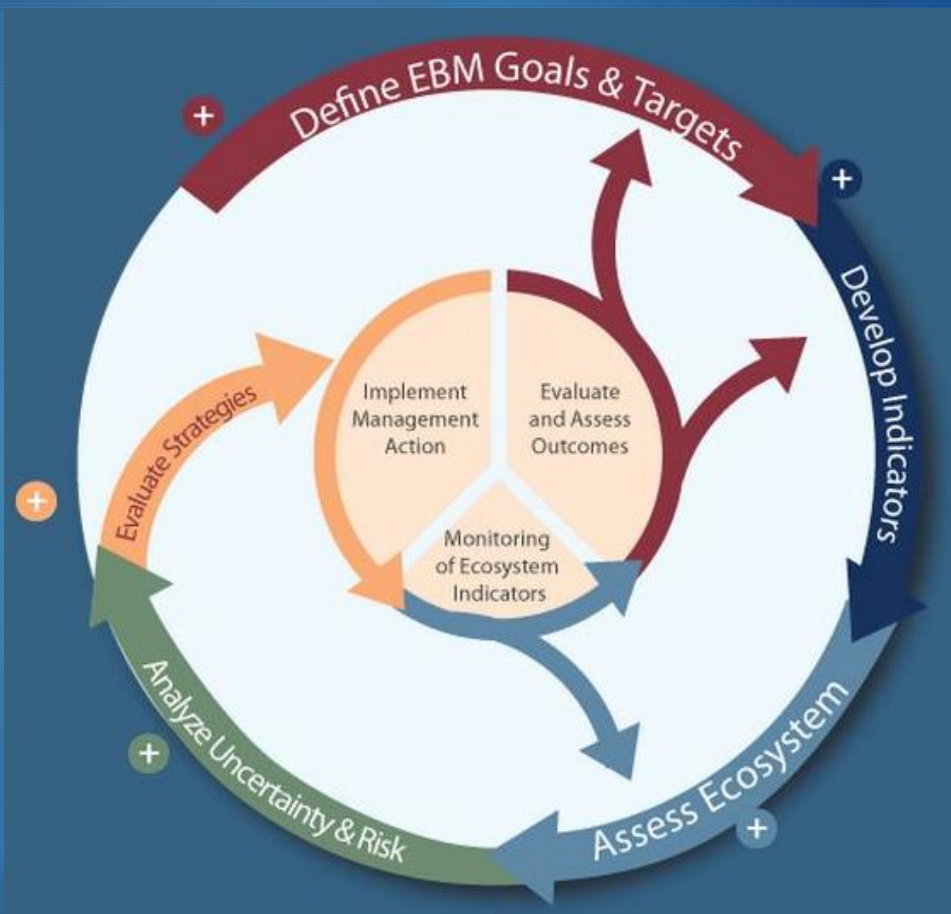 Define EBM Goals & Targets
Develop Indicators
Assess Ecosystem
Analyze Uncertainty & Risk
Evaluate Strategies
Implement
Management
Action
Evaluate
and Assess
Outcomes
Monitoring
of Ecosystem
Indicators